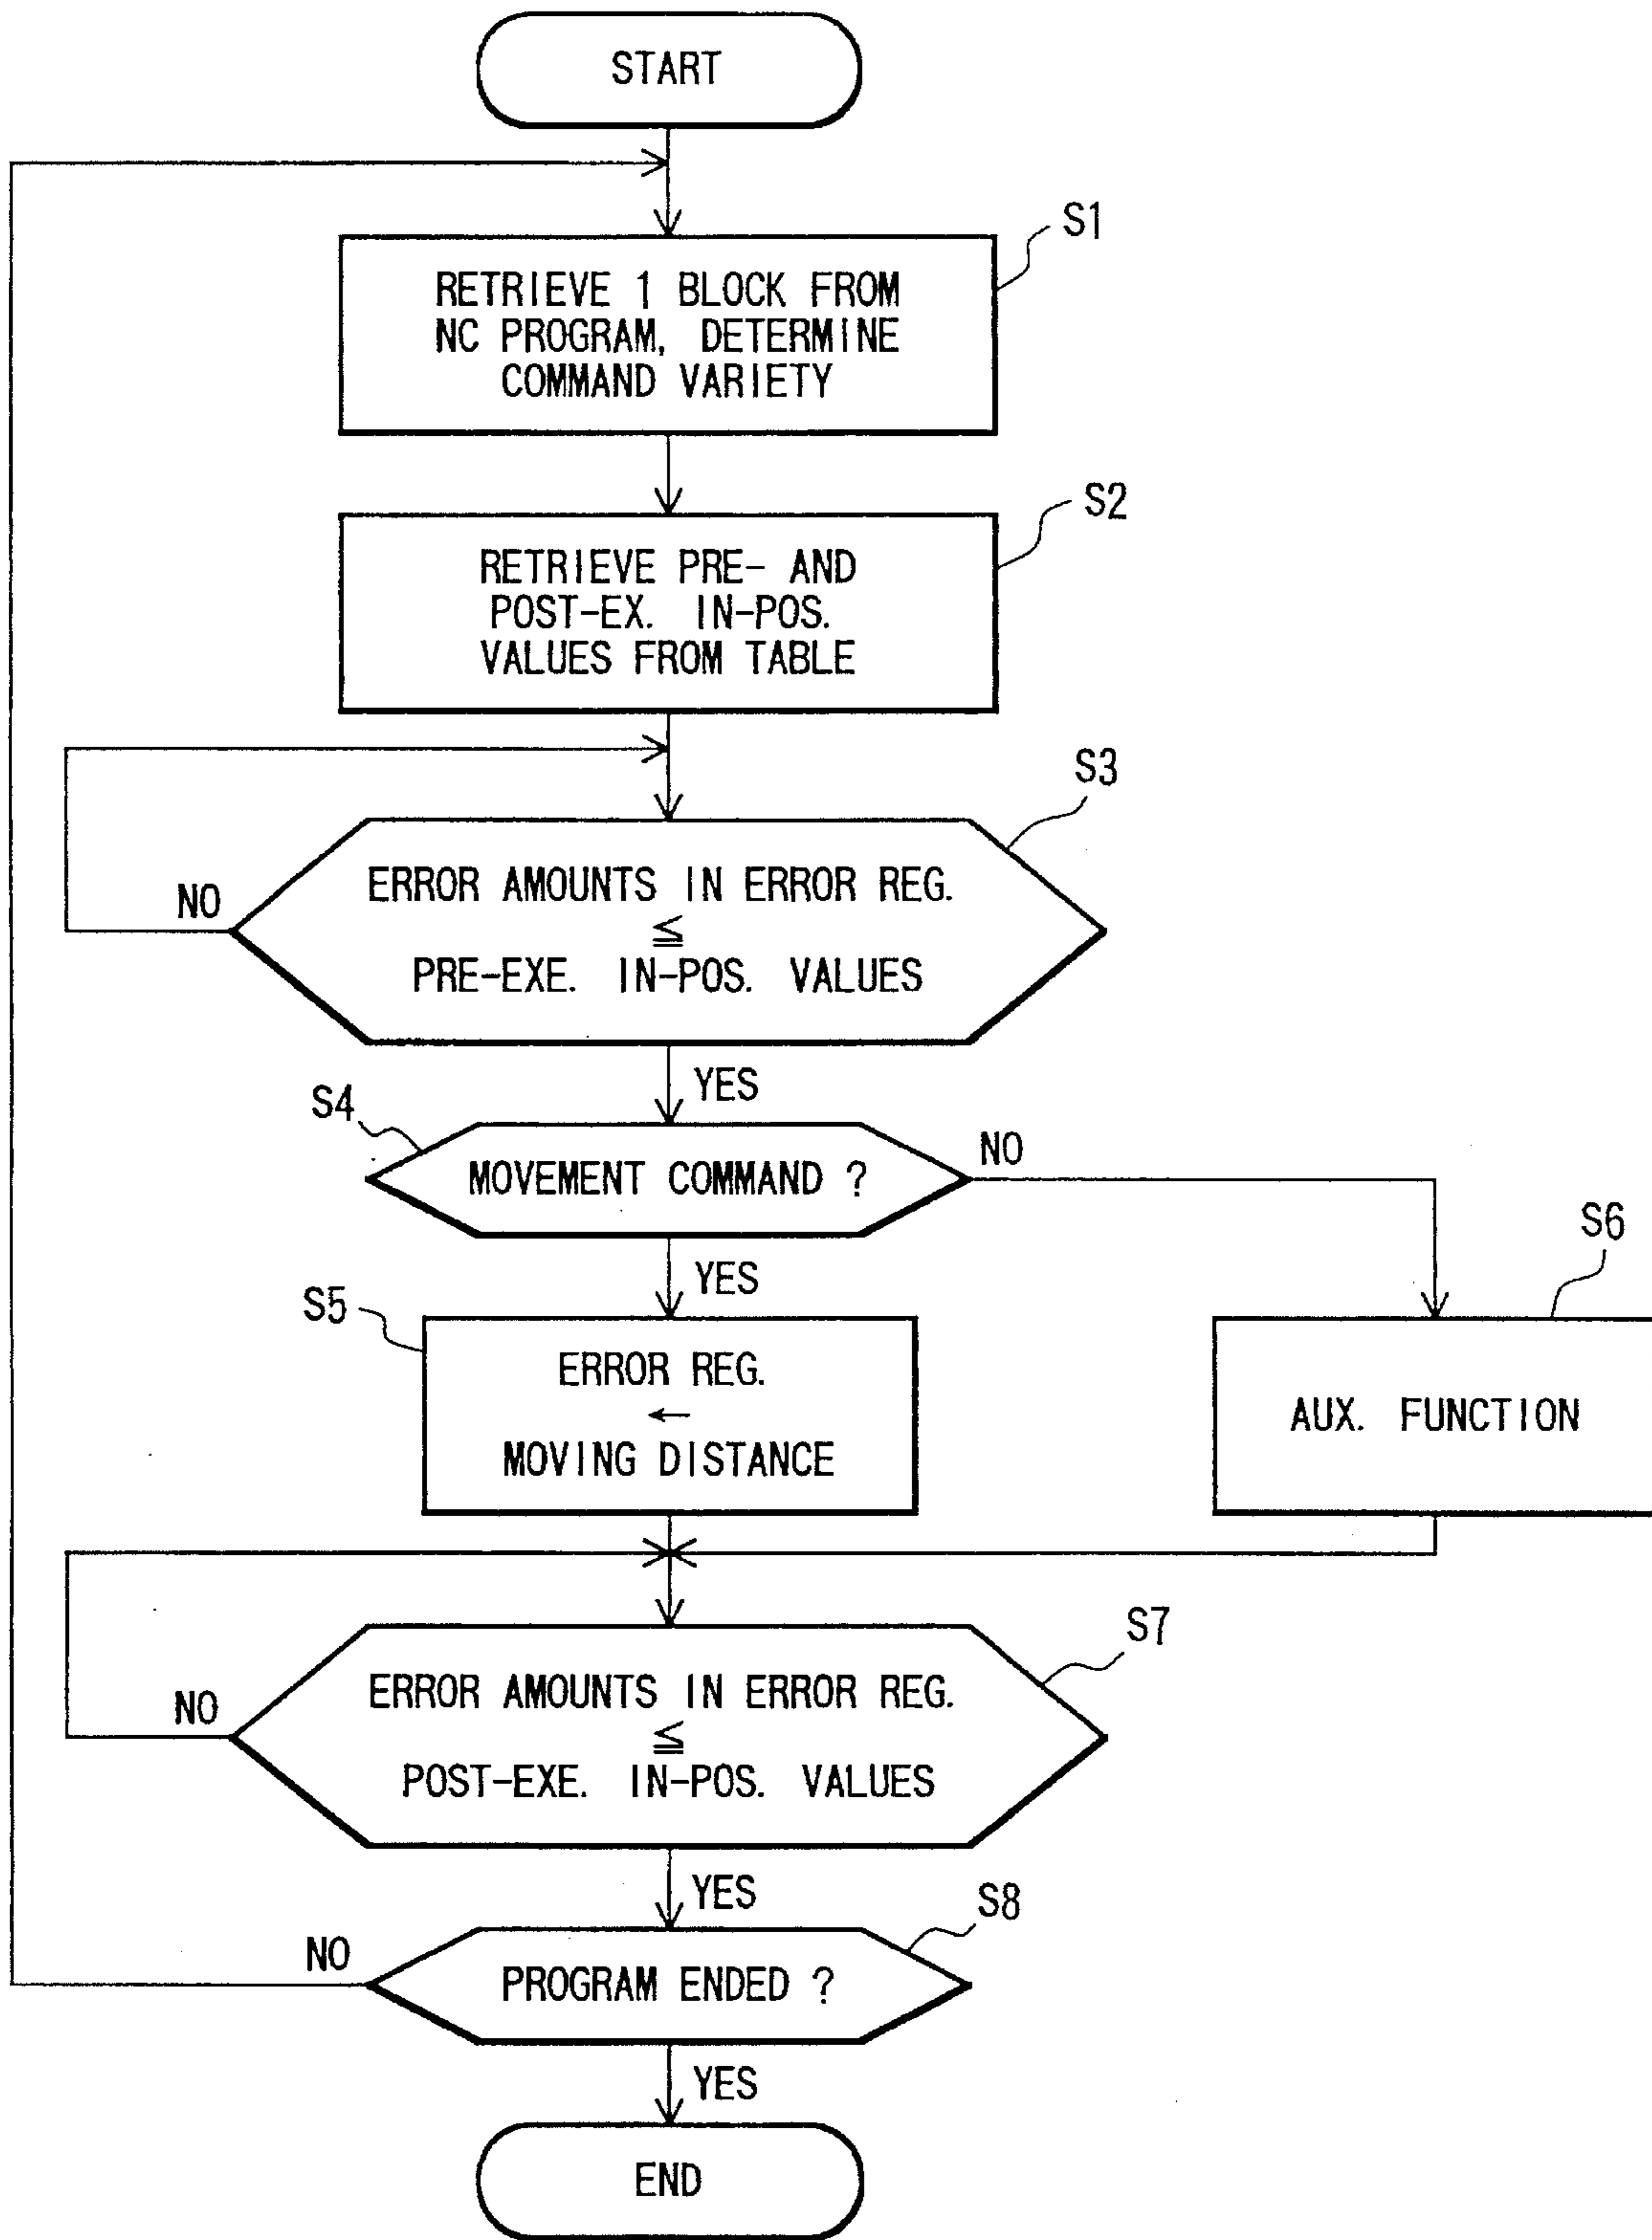 START
S1
RETRIEVE 1 BLOCK FROM
NC PROGRAM, DETERMINE
COMMAND VARIETY
S2
RETRIEVE PRE- AND
POST-EX. IN-POS.
VALUES FROM TABLE
S3
ERROR AMOUNTS IN ERROR REG.
≦
PRE-EXE. IN-POS. VALUES
NO
YES
S4
MOVEMENT COMMAND ?
NO
YES
S5
ERROR REG.
←
MOVING DISTANCE
S6
AUX. FUNCTION
S7
ERROR AMOUNTS IN ERROR REG.
≦
POST-EXE. IN-POS. VALUES
NO
YES
S8
NO
PROGRAM ENDED ?
YES
END